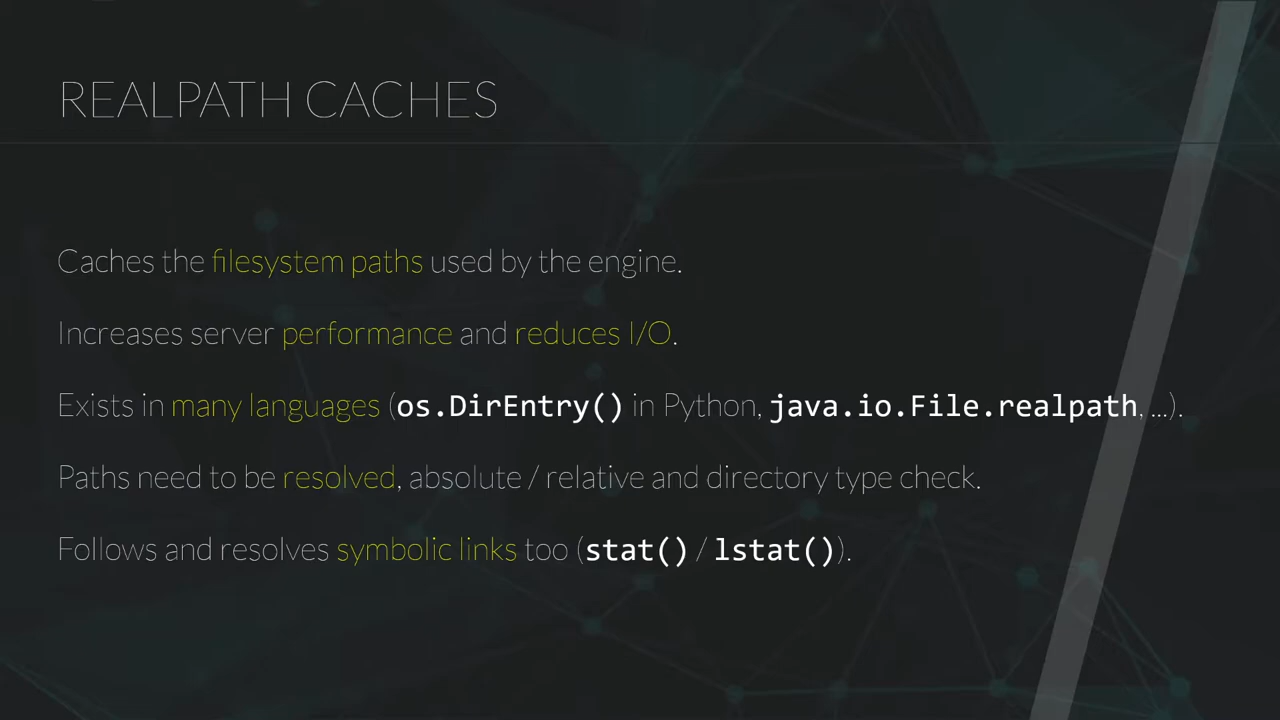 REALPATH CACHES
Caches the filesystem paths used by the engine.
Increases server performance and reduces I/O.
Exists in many languages (os.DirEntry() in Python, java.io.File.realpath, ...).
Paths need to be resolved, absolute / relative and directory type check.
Follows and resolves symbolic links too (stat() / lstat()).